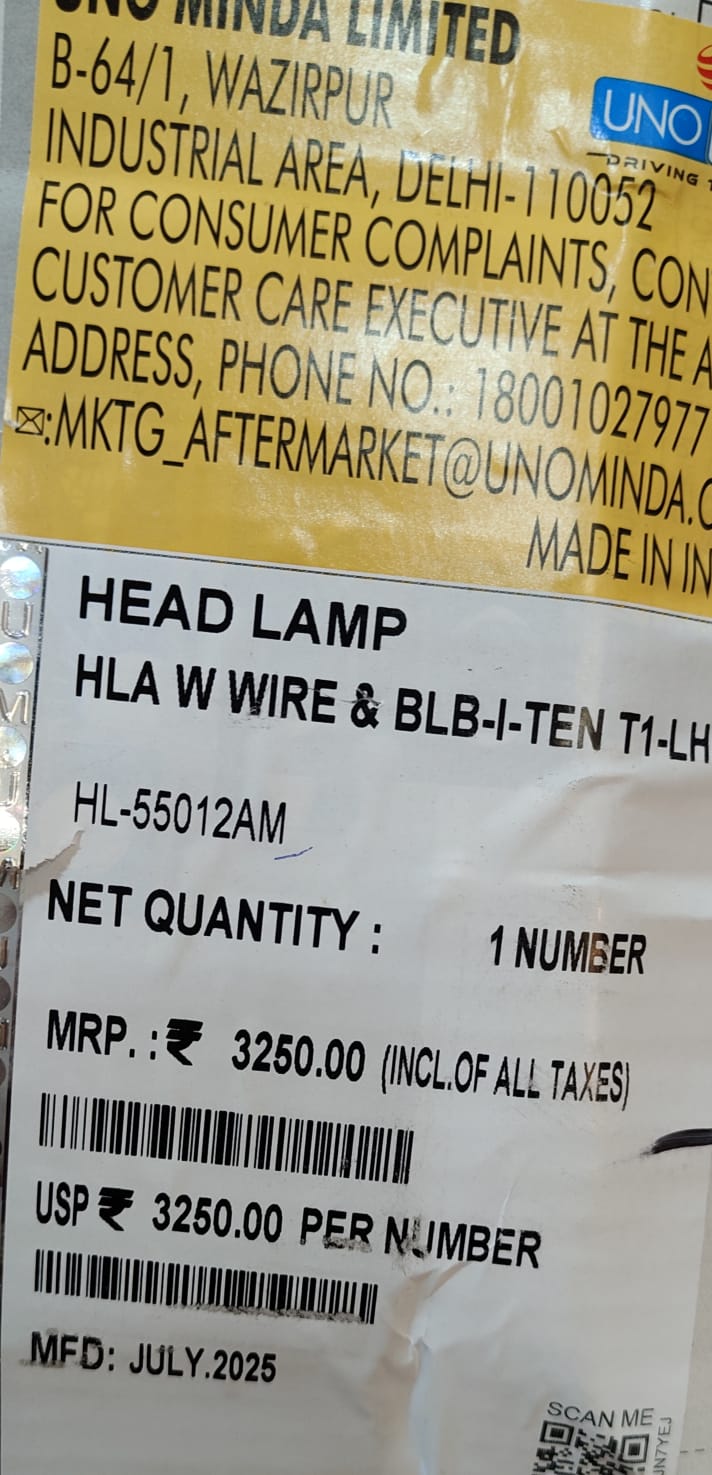 UNO MINDA LIMITED
B-64/1, WAZIRPUR
INDUSTRIAL AREA, DELHI-110052
UNO
DRIVING
FOR CONSUMER COMPLAINTS, CON
CUSTOMER CARE EXECUTIVE AT THE A
ADDRESS, PHONE NO.: 18001027977
✉:MKTG_AFTERMARKET@UNOMINDA.C
MADE IN IN
HEAD LAMP
HLA W WIRE & BLB-I-TEN T1-LH
HL-55012AM
NET QUANTITY : 1 NUMBER
MRP. :₹ 3250.00 (INCL.OF ALL TAXES)
USP ₹ 3250.00 PER NUMBER
MFD: JULY.2025
SCAN ME